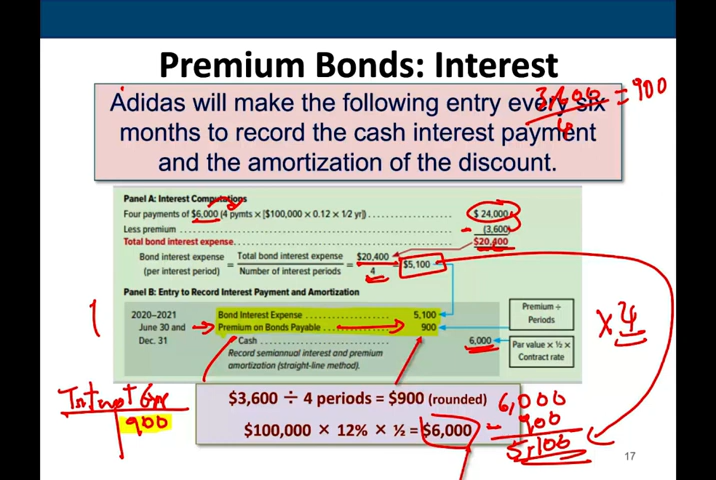 Premium Bonds: Interest
Adidas will make the following entry every six
months to record the cash interest payment
and the amortization of the discount.
3,600
4
= 900
Panel A: Interest Computations
Four payments of $6,000 (4 pymts × [$100,000 × 0.12 × 1/2 yr]) $ 24,000
Less premium (3,600)
Total bond interest expense $20,400
Bond interest expense
(per interest period)
= Total bond interest expense
Number of interest periods
= $20,400
4
= $5,100
Panel B: Entry to Record Interest Payment and Amortization
2020–2021 Bond Interest Expense 5,100
June 30 and Premium on Bonds Payable 900
Dec. 31 Cash 6,000
Record semiannual interest and premium
amortization (straight-line method).
Premium ÷
Periods
Par value × ½ ×
Contract rate
× 4
$3,600 ÷ 4 periods = $900 (rounded)
$100,000 × 12% × ½ = $6,000
Interest Exp
900
6,000
- 900
5,100
17